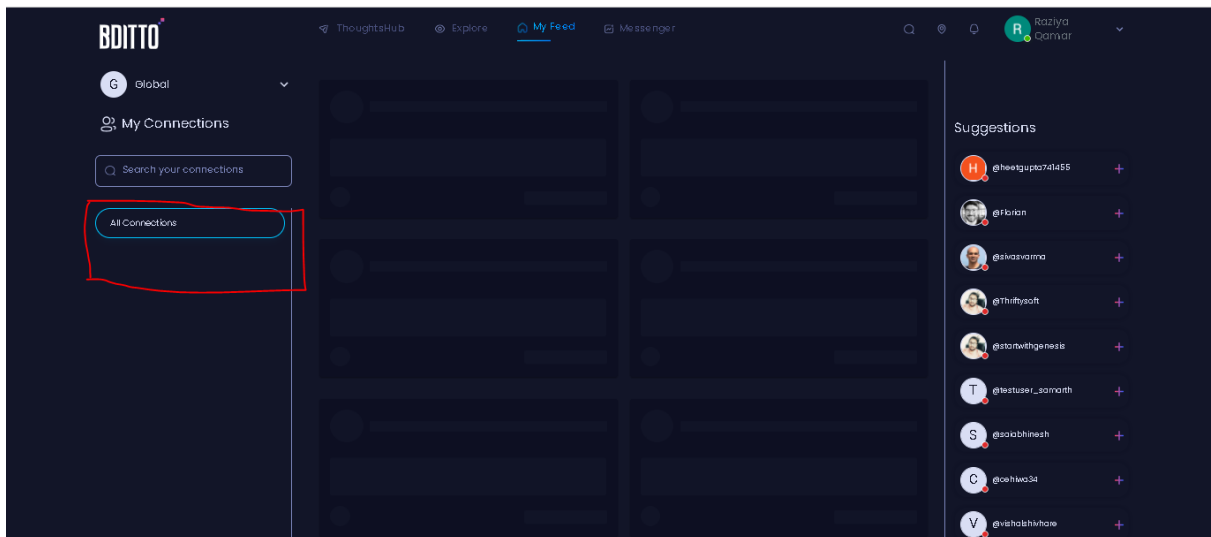 BDITTO
ThoughtsHub
Explore
My Feed
Messenger
R
Raziya
Qamar
G
Global
My Connections
Search your connections
All Connections
Suggestions
H
@heetgupta741455
@Florian
@sivasvarma
@Thriftysoft
@startwithgenesis
T
@testuser_samarth
S
@saiabhinesh
C
@cehiwa34
V
@vishalshivhare